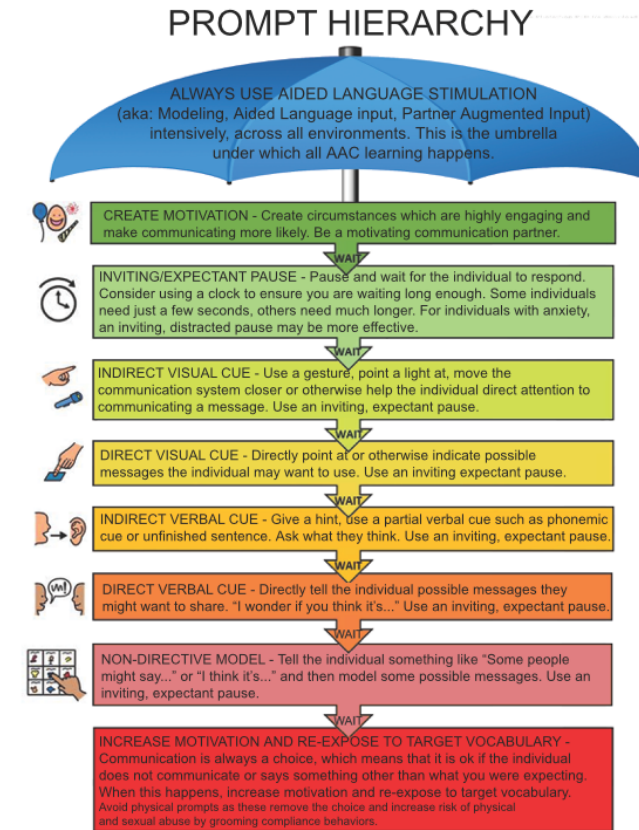 PROMPT HIERARCHY
ALWAYS USE AIDED LANGUAGE STIMULATION
(aka: Modeling, Aided Language input, Partner Augmented Input)
intensively, across all environments. This is the umbrella
under which all AAC learning happens.
CREATE MOTIVATION - Create circumstances which are highly engaging and
make communicating more likely. Be a motivating communication partner.
WAIT
INVITING/EXPECTANT PAUSE - Pause and wait for the individual to respond.
Consider using a clock to ensure you are waiting long enough. Some individuals
need just a few seconds, others need much longer. For individuals with anxiety,
an inviting, distracted pause may be more effective.
WAIT
INDIRECT VISUAL CUE - Use a gesture, point a light at, move the
communication system closer or otherwise help the individual direct attention to
communicating a message. Use an inviting, expectant pause.
WAIT
DIRECT VISUAL CUE - Directly point at or otherwise indicate possible
messages the individual may want to use. Use an inviting expectant pause.
WAIT
INDIRECT VERBAL CUE - Give a hint, use a partial verbal cue such as phonemic
cue or unfinished sentence. Ask what they think. Use an inviting, expectant pause.
WAIT
Um!
DIRECT VERBAL CUE - Directly tell the individual possible messages they
might want to share. “I wonder if you think it's...” Use an inviting, expectant pause.
WAIT
NON-DIRECTIVE MODEL - Tell the individual something like “Some people
might say...” or “I think it's...” and then model some possible messages. Use an
inviting, expectant pause.
WAIT
INCREASE MOTIVATION AND RE-EXPOSE TO TARGET VOCABULARY -
Communication is always a choice, which means that it is ok if the individual
does not communicate or says something other than what you were expecting.
When this happens, increase motivation and re-expose to target vocabulary.
Avoid physical prompts as these remove the choice and increase risk of physical
and sexual abuse by grooming compliance behaviors.